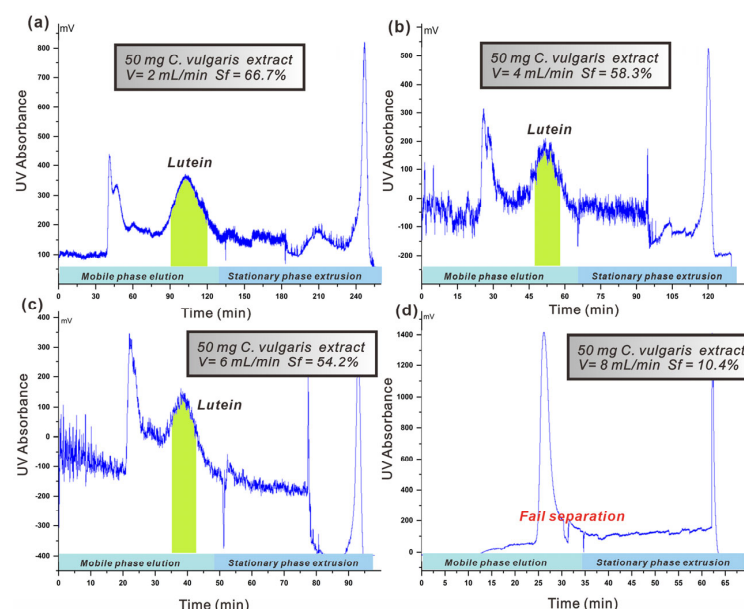 (a)
mV
50 mg C. vulgaris extract
V= 2 mL/min Sf = 66.7%
Lutein
UV Absorbance
800
700
600
500
400
300
200
100
Mobile phase elution
Stationary phase extrusion
0 30 60 90 120 150 180 210 240
Time (min)
(b)
mV
50 mg C. vulgaris extract
V= 4 mL/min Sf = 58.3%
Lutein
UV Absorbance
600
500
400
300
200
100
0
-100
-200
Mobile phase elution
Stationary phase extrusion
0 15 30 45 60 75 90 105 120
Time (min)
(c)
mV
50 mg C. vulgaris extract
V= 6 mL/min Sf = 54.2%
Lutein
UV Absorbance
400
300
200
100
0
-100
-200
-300
-400
Mobile phase elution
Stationary phase extrusion
0 10 20 30 40 50 60 70 80 90
Time (min)
(d)
mV
50 mg C. vulgaris extract
V= 8 mL/min Sf = 10.4%
Fail separation
UV Absorbance
1400
1200
1000
800
600
400
200
0
Mobile phase elution
Stationary phase extrusion
0 5 10 15 20 25 30 35 40 45 50 55 60 65
Time (min)